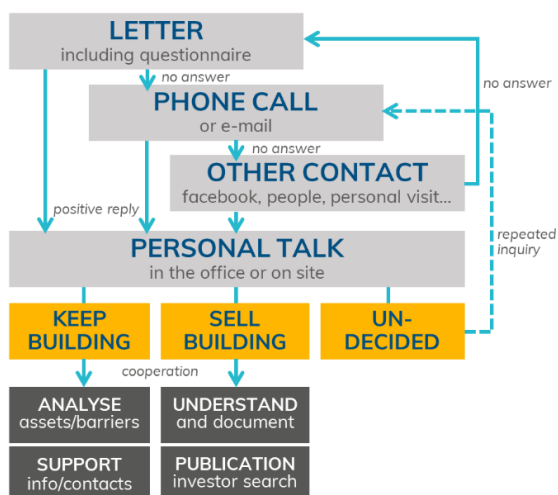 LETTER
including questionnaire
no answer
PHONE CALL
or e-mail
no answer
no answer
OTHER CONTACT
facebook, people, personal visit...
positive reply
PERSONAL TALK
in the office or on site
repeated
inquiry
KEEP
BUILDING
SELL
BUILDING
UN-
DECIDED
cooperation
ANALYSE
assets/barriers
UNDERSTAND
and document
SUPPORT
info/contacts
PUBLICATION
investor search